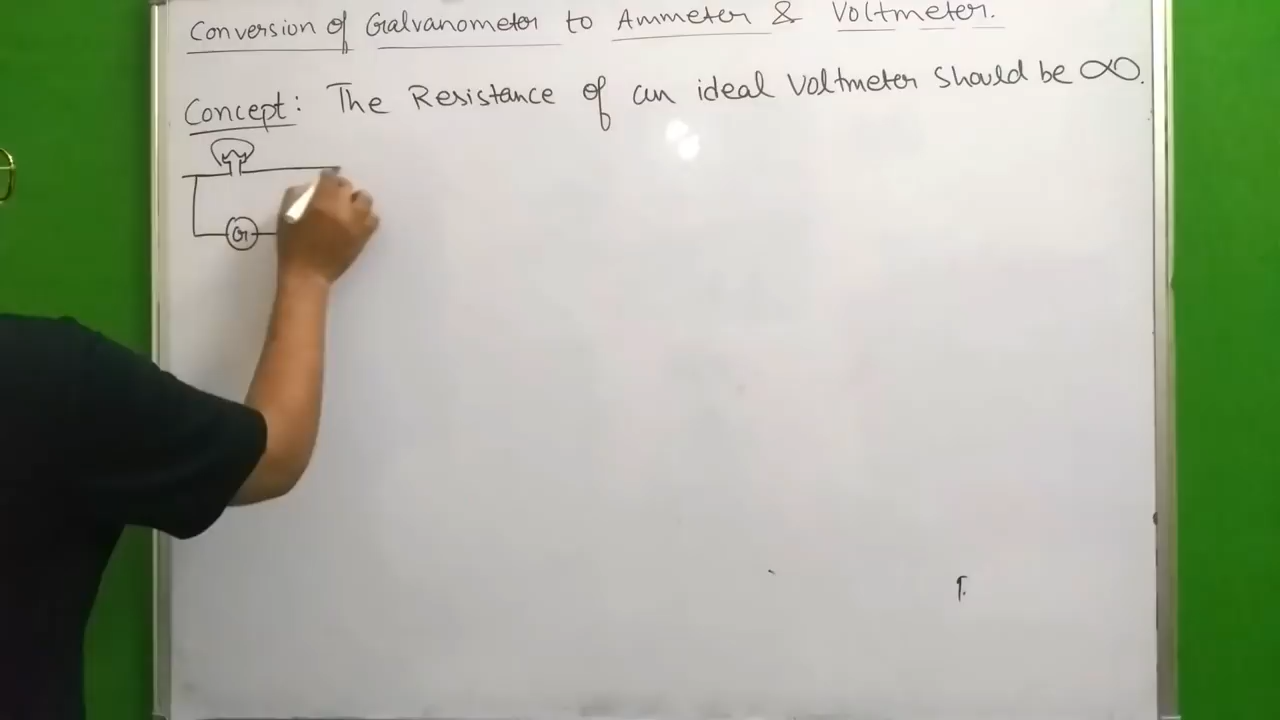 Conversion of Galvanometer to Ammeter & Voltmeter.
Concept: The Resistance of an ideal Voltmeter should be ∞.
G